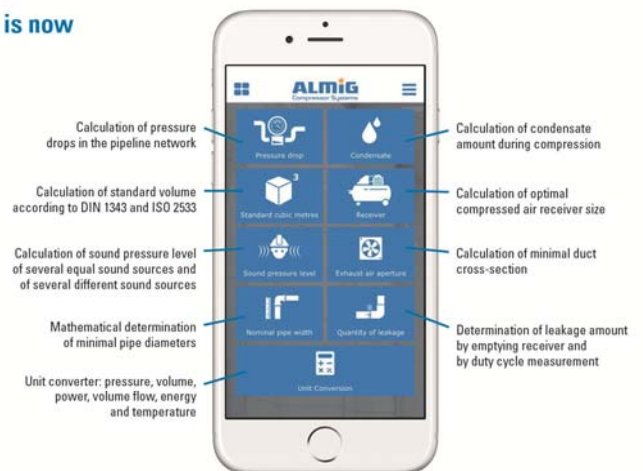 is now
ALMiG
Compressor Systems
Calculation of pressure
drops in the pipeline network
Pressure drop
Condensate
Calculation of condensate
amount during compression
Calculation of standard volume
according to DIN 1343 and ISO 2533
3
Standard cubic metres
Receiver
Calculation of optimal
compressed air receiver size
Calculation of sound pressure level
of several equal sound sources and
of several different sound sources
Sound pressure level
Exhaust air aperture
Calculation of minimal duct
cross-section
Mathematical determination
of minimal pipe diameters
Nominal pipe width
Quantity of leakage
Determination of leakage amount
by emptying receiver and
by duty cycle measurement
Unit converter: pressure, volume,
power, volume flow, energy
and temperature
Unit Conversion